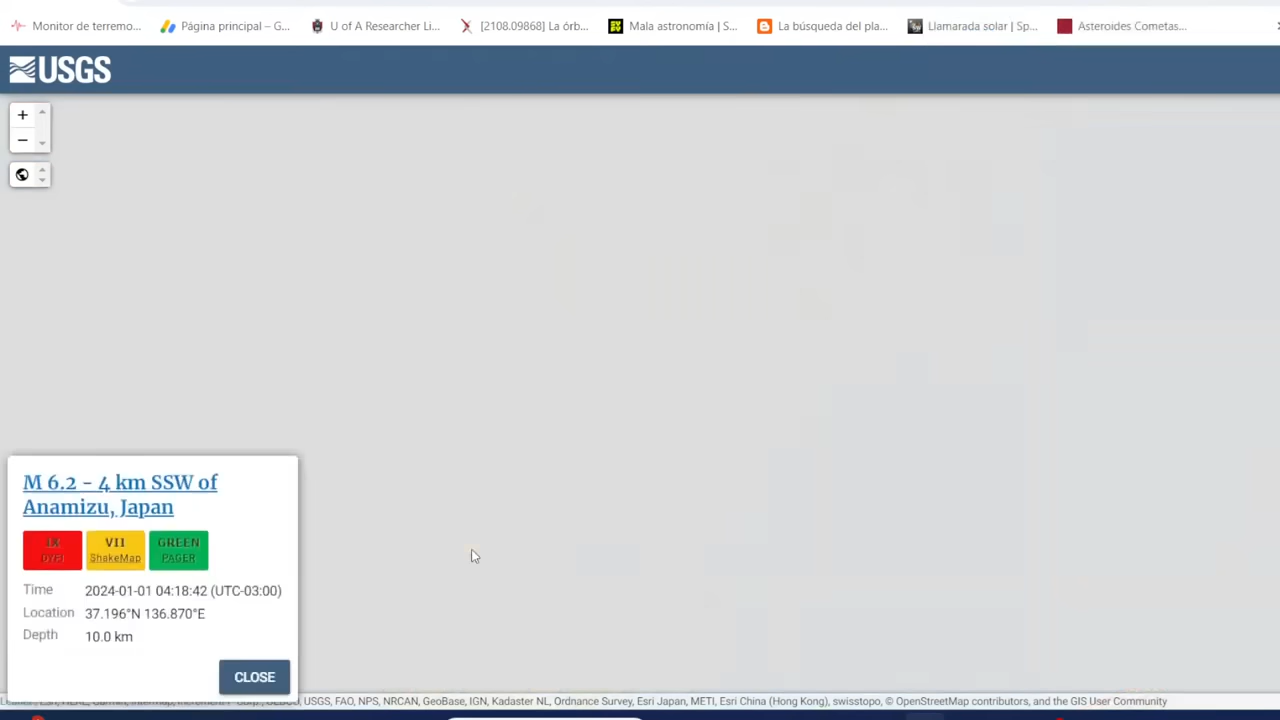 Monitor de terremo... Página principal – G... U of A Researcher Li... [2108.09868] La órb... Mala astronomía | S... La búsqueda del pla... Llamarada solar | Sp... Asteroides Cometas...
USGS
+
−
M 6.2 - 4 km SSW of
Anamizu, Japan
IX VII GREEN
DYFI ShakeMap PAGER
Time 2024-01-01 04:18:42 (UTC-03:00)
Location 37.196°N 136.870°E
Depth 10.0 km
CLOSE
USGS, FAO, NPS, NRCAN, GeoBase, IGN, Kadaster NL, Ordnance Survey, Esri Japan, METI, Esri China (Hong Kong), swisstopo, © OpenStreetMap contributors, and the GIS User Community